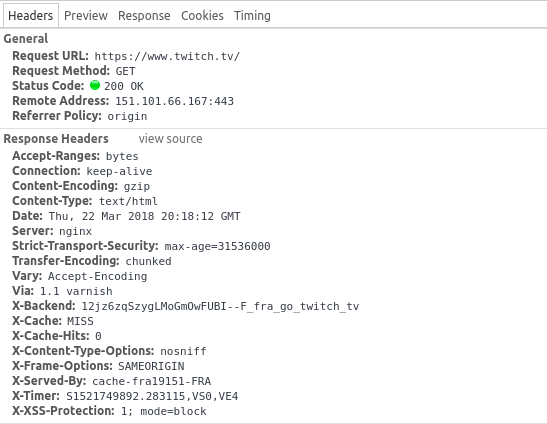 Headers Preview Response Cookies Timing
General
Request URL: https://www.twitch.tv/
Request Method: GET
Status Code: 200 OK
Remote Address: 151.101.66.167:443
Referrer Policy: origin
Response Headers view source
Accept-Ranges: bytes
Connection: keep-alive
Content-Encoding: gzip
Content-Type: text/html
Date: Thu, 22 Mar 2018 20:18:12 GMT
Server: nginx
Strict-Transport-Security: max-age=31536000
Transfer-Encoding: chunked
Vary: Accept-Encoding
Via: 1.1 varnish
X-Backend: 12jz6zqSzygLMoGmOwFUBI--F_fra_go_twitch_tv
X-Cache: MISS
X-Cache-Hits: 0
X-Content-Type-Options: nosniff
X-Frame-Options: SAMEORIGIN
X-Served-By: cache-fra19151-FRA
X-Timer: S1521749892.283115,VS0,VE4
X-XSS-Protection: 1; mode=block